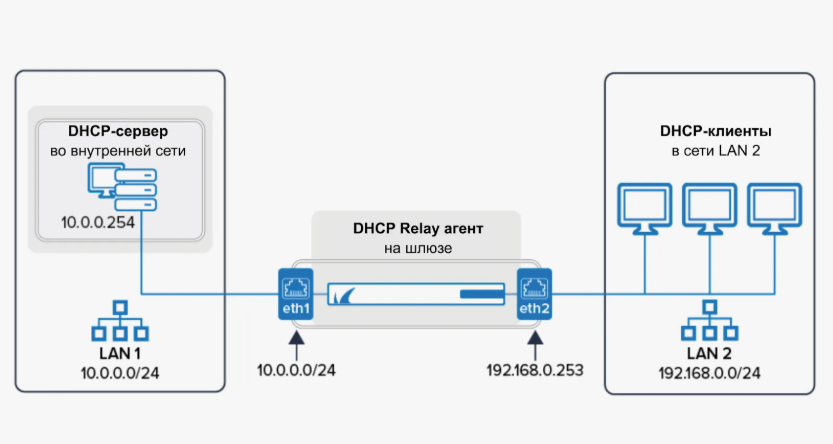 DHCP-сервер
во внутренней сети
10.0.0.254
LAN 1
10.0.0.0/24
DHCP Relay агент
на шлюзе
eth1
eth2
10.0.0.0/24
192.168.0.253
DHCP-клиенты
в сети LAN 2
LAN 2
192.168.0.0/24